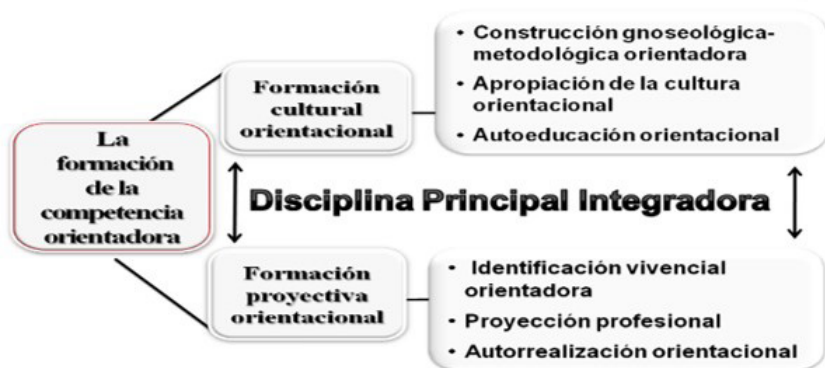 La
formación
de la
competencia
orientadora
Formación
cultural
orientacional
• Construcción gnoseológica-
metodológica orientadora
• Apropiación de la cultura
orientacional
• Autoeducación orientacional
Disciplina Principal Integradora
Formación
proyectiva
orientacional
• Identificación vivencial
orientadora
• Proyección profesional
• Autorrealización orientacional